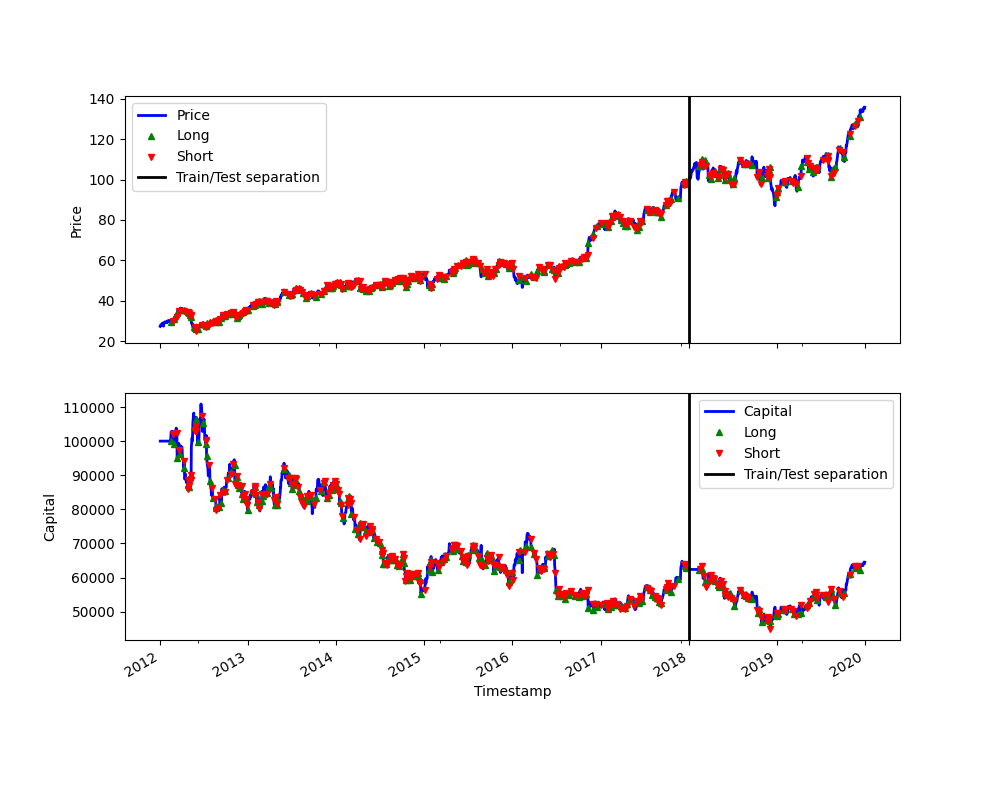 140
120
100
80
60
40
20
Price
Price
Long
Short
Train/Test separation
110000
100000
90000
80000
70000
60000
50000
Capital
Capital
Long
Short
Train/Test separation
2012 2013 2014 2015 2016 2017 2018 2019 2020
Timestamp